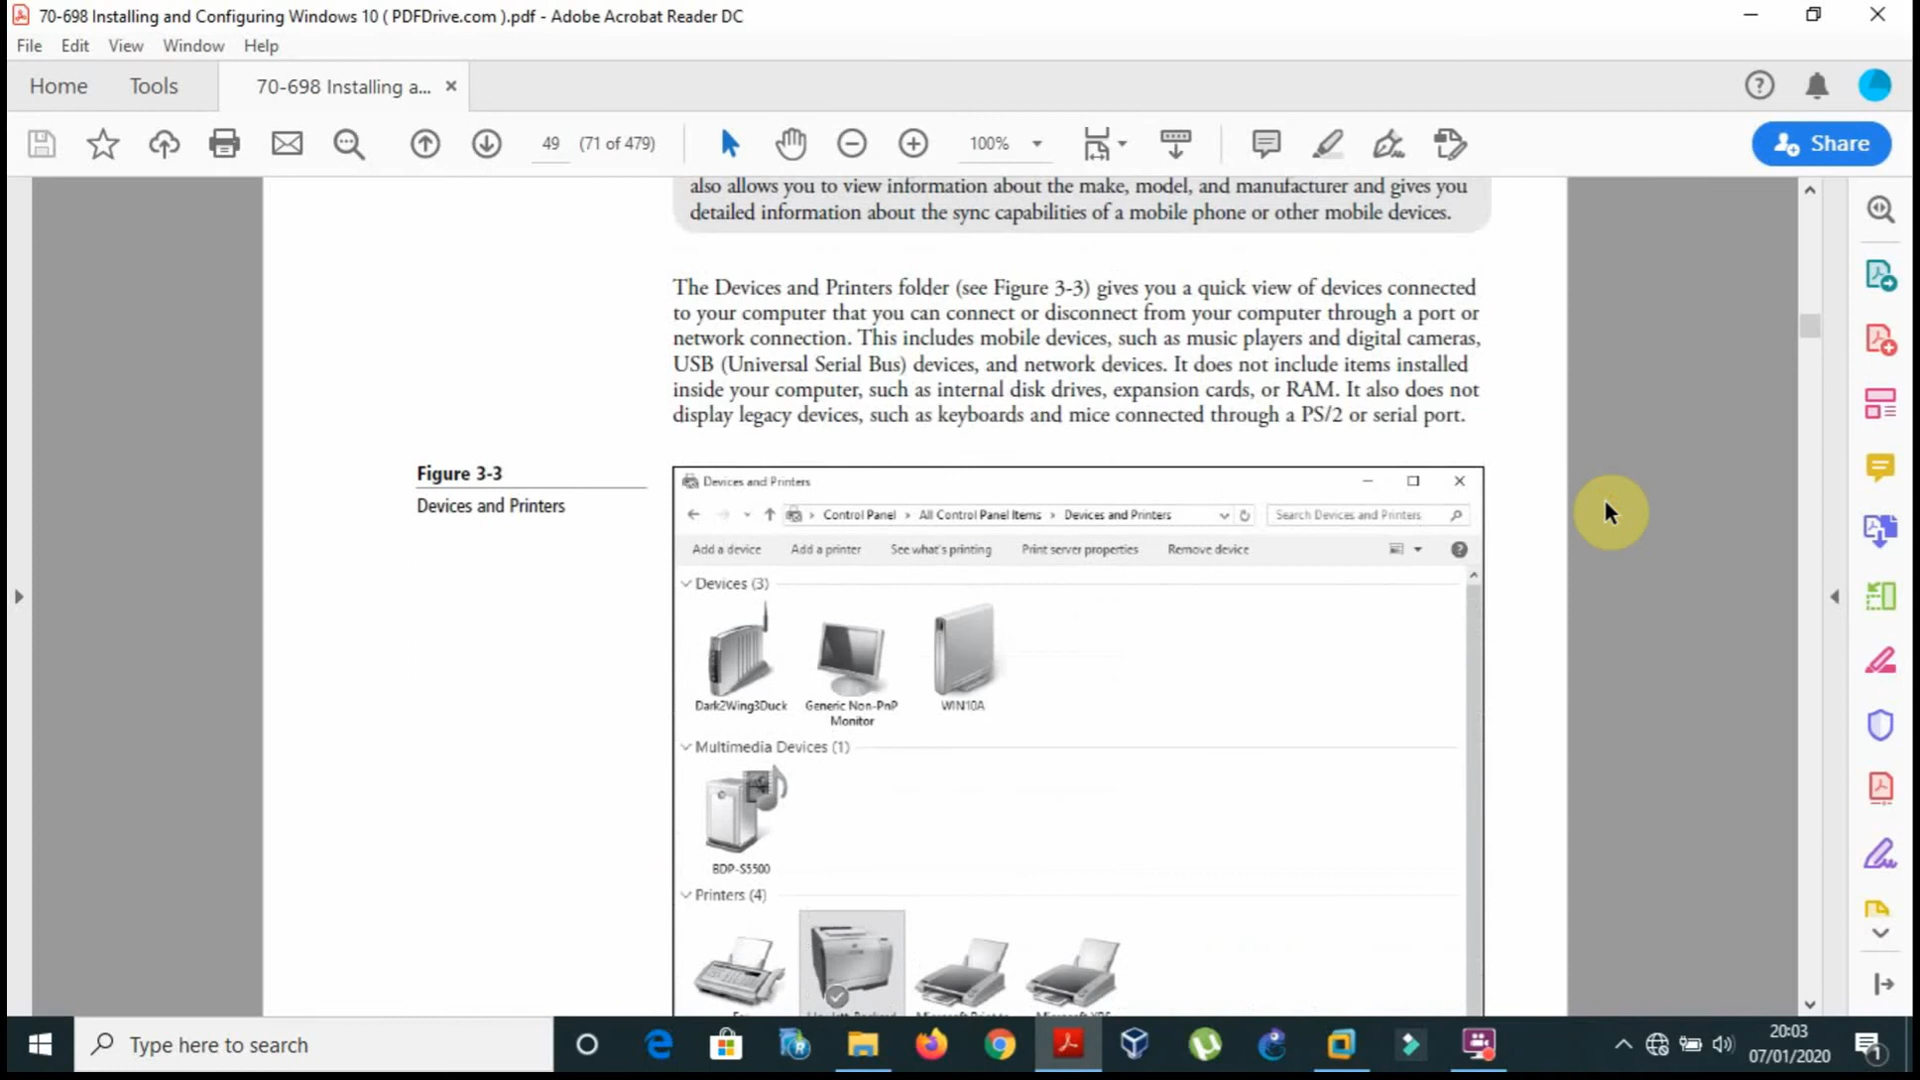 70-698 Installing and Configuring Windows 10 ( PDFDrive.com ).pdf - Adobe Acrobat Reader DC
File Edit View Window Help
Home Tools 70-698 Installing a... ×
49 (71 of 479) 100% Share
also allows you to view information about the make, model, and manufacturer and gives you
detailed information about the sync capabilities of a mobile phone or other mobile devices.
The Devices and Printers folder (see Figure 3-3) gives you a quick view of devices connected
to your computer that you can connect or disconnect from your computer through a port or
network connection. This includes mobile devices, such as music players and digital cameras,
USB (Universal Serial Bus) devices, and network devices. It does not include items installed
inside your computer, such as internal disk drives, expansion cards, or RAM. It also does not
display legacy devices, such as keyboards and mice connected through a PS/2 or serial port.
Figure 3-3
Devices and Printers
Devices and Printers
Control Panel > All Control Panel Items > Devices and Printers Search Devices and Printers
Add a device Add a printer See what's printing Print server properties Remove device
Devices (3)
Dark2Wing3Duck Generic Non-PnP WIN10A
Monitor
Multimedia Devices (1)
BDP-S5500
Printers (4)
Type here to search
20:03
07/01/2020
1